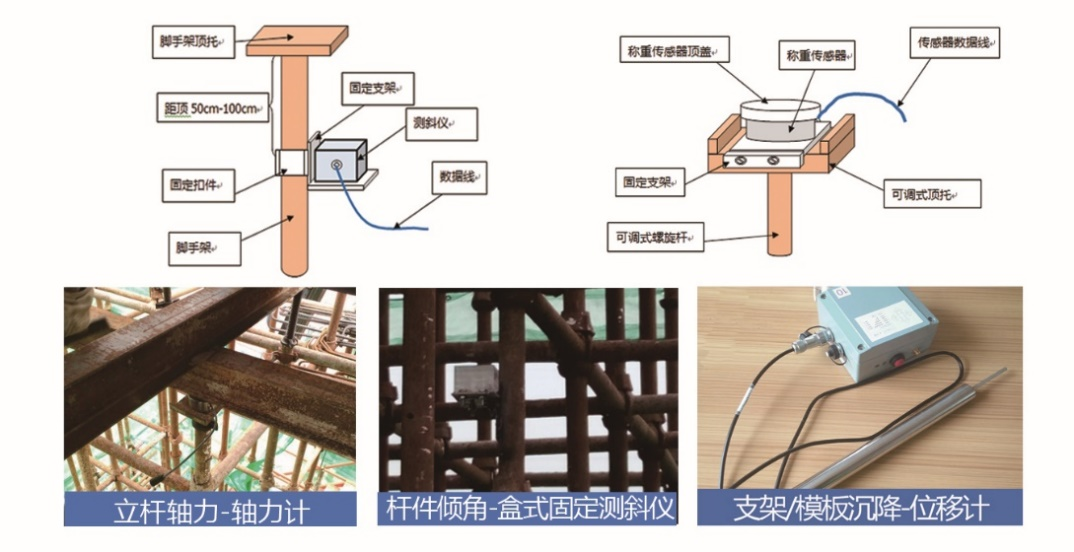 脚手架顶托
距顶 50cm-100cm
固定支架
测斜仪
固定扣件
数据线
脚手架
称重传感器顶盖
称重传感器
传感器数据线
固定支架
可调式顶托
可调式螺旋杆
立杆轴力-轴力计
杆件倾角-盒式固定测斜仪
支架/模板沉降-位移计